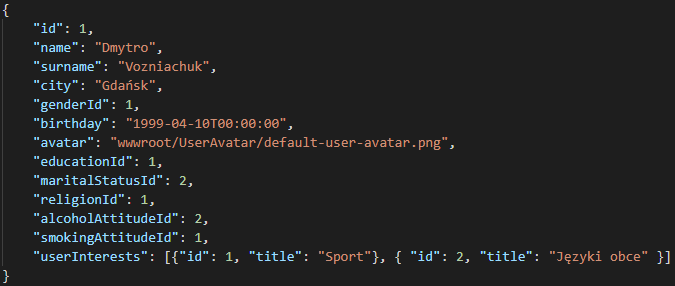 {
"id": 1,
"name": "Dmytro",
"surname": "Vozniachuk",
"city": "Gdańsk",
"genderId": 1,
"birthday": "1999-04-10T00:00:00",
"avatar": "wwwroot/UserAvatar/default-user-avatar.png",
"educationId": 1,
"maritalStatusId": 2,
"religionId": 1,
"alcoholAttitudeId": 2,
"smokingAttitudeId": 1,
"userInterests": [{"id": 1, "title": "Sport"}, { "id": 2, "title": "Języki obce" }]
}